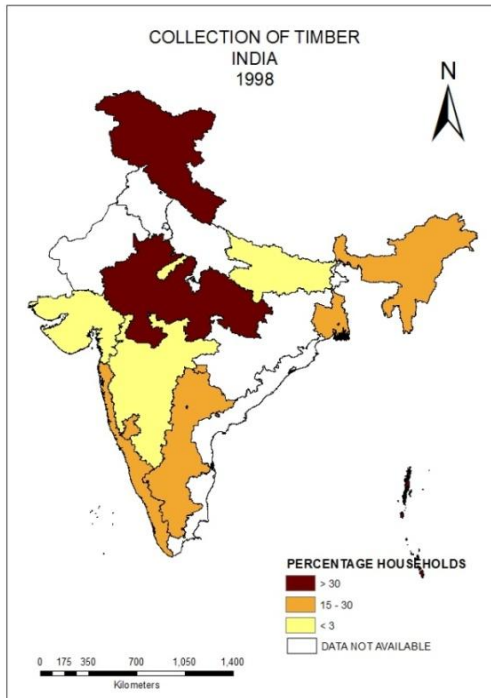 COLLECTION OF TIMBER
INDIA
1998
N
PERCENTAGE HOUSEHOLDS
> 30
15 - 30
< 3
DATA NOT AVAILABLE
0 175 350 700 1,050 1,400
Kilometers